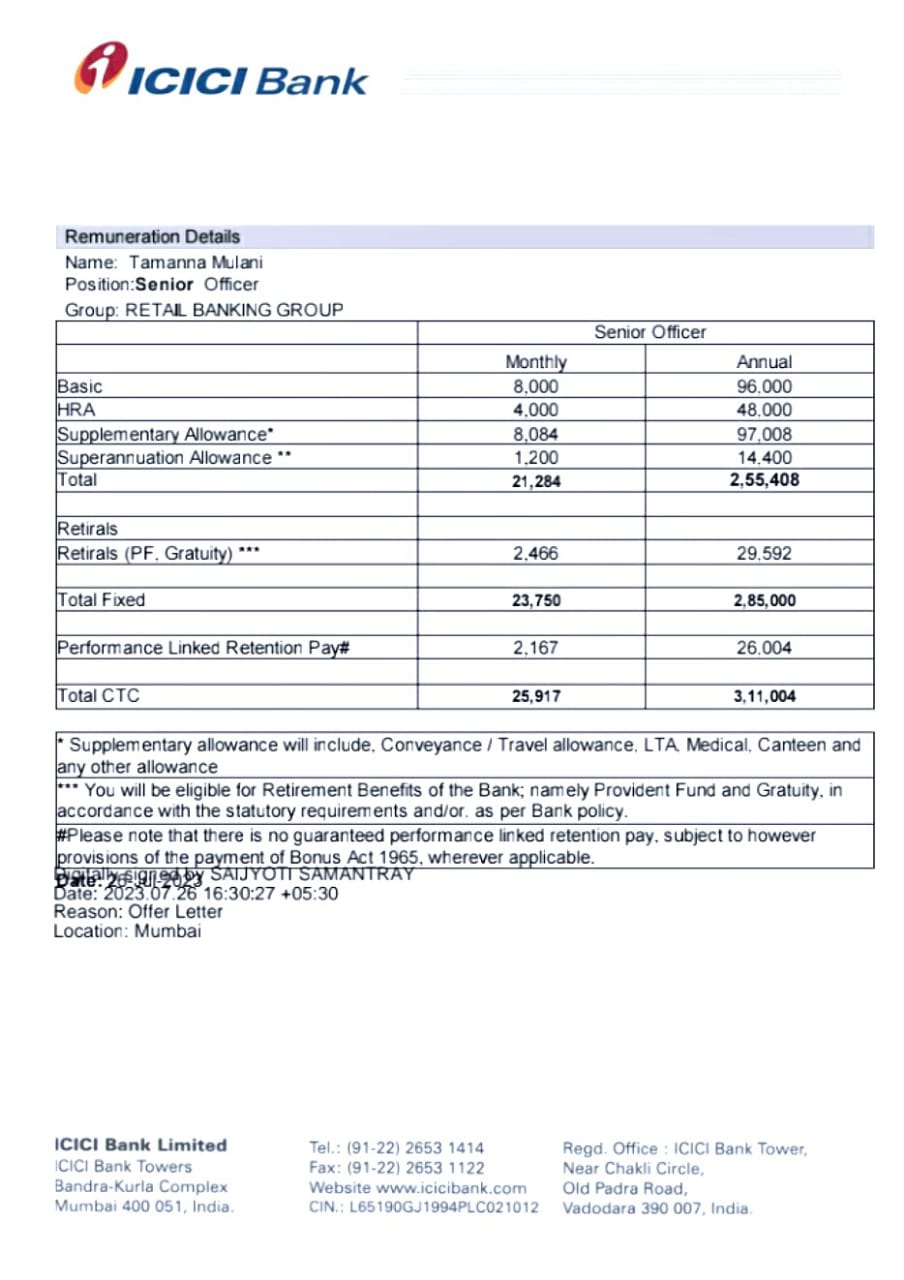 ICICI Bank
Remuneration Details
Name: Tamanna Mulani
Position:Senior Officer
Group: RETAIL BANKING GROUP
Senior Officer
Monthly Annual
Basic 8,000 96,000
HRA 4,000 48,000
Supplementary Allowance* 8,084 97,008
Superannuation Allowance ** 1,200 14,400
Total 21,284 2,55,408
Retirals
Retirals (PF, Gratuity) *** 2,466 29,592
Total Fixed 23,750 2,85,000
Performance Linked Retention Pay# 2,167 26,004
Total CTC 25,917 3,11,004
* Supplementary allowance will include, Conveyance / Travel allowance, LTA, Medical, Canteen and
any other allowance
*** You will be eligible for Retirement Benefits of the Bank; namely Provident Fund and Gratuity, in
accordance with the statutory requirements and/or, as per Bank policy.
#Please note that there is no guaranteed performance linked retention pay, subject to however
provisions of the payment of Bonus Act 1965, wherever applicable.
Digitally signed by SAIJYOTI SAMANTRAY
Date: 26-Jul-2023
Date: 2023.07.26 16:30:27 +05:30
Reason: Offer Letter
Location: Mumbai
ICICI Bank Limited
ICICI Bank Towers
Bandra-Kurla Complex
Mumbai 400 051, India.
Tel.: (91-22) 2653 1414
Fax: (91-22) 2653 1122
Website www.icicibank.com
CIN.: L65190GJ1994PLC021012
Regd. Office : ICICI Bank Tower,
Near Chakli Circle,
Old Padra Road,
Vadodara 390 007, India.